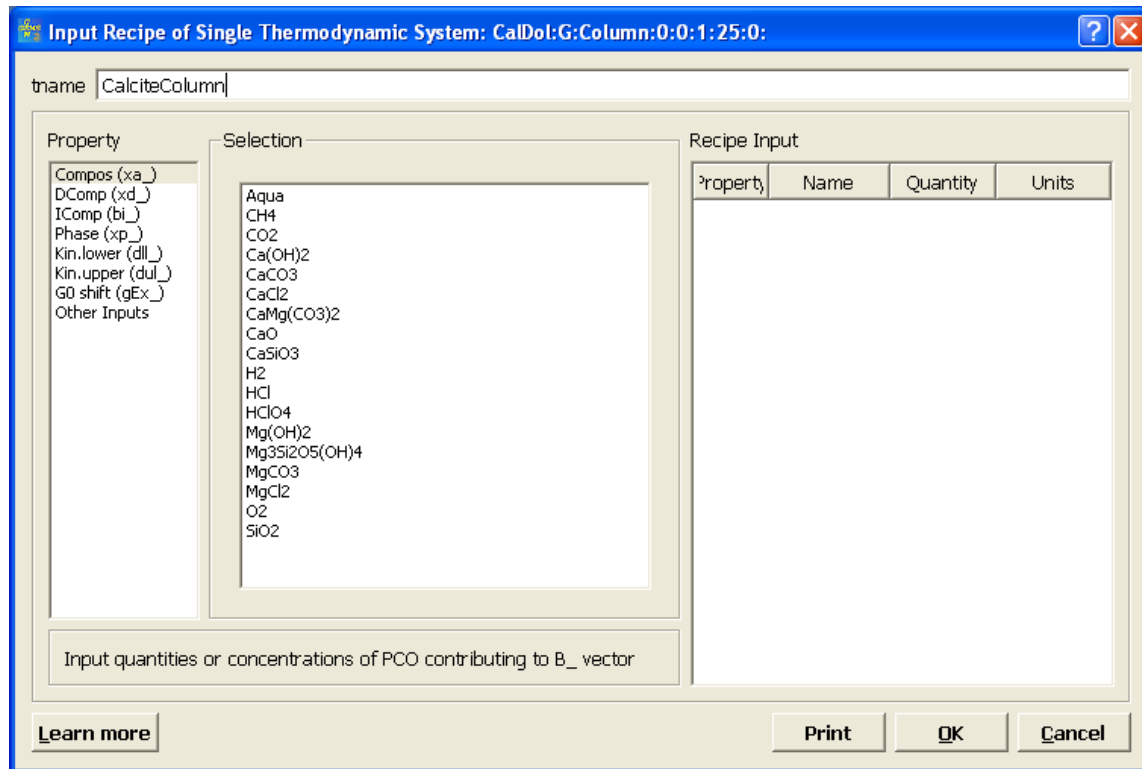 Input Recipe of Single Thermodynamic System: CalDol:G:Column:0:0:1:25:0:
tname CalciteColumn
Property
Compos (xa_)
DComp (xd_)
IComp (bi_)
Phase (xp_)
Kin.lower (dll_)
Kin.upper (dul_)
G0 shift (gEx_)
Other Inputs
Selection
Aqua
CH4
CO2
Ca(OH)2
CaCO3
CaCl2
CaMg(CO3)2
CaO
CaSiO3
H2
HCl
HClO4
Mg(OH)2
Mg3Si2O5(OH)4
MgCO3
MgCl2
O2
SiO2
Recipe Input
Property Name Quantity Units
Input quantities or concentrations of PCO contributing to B_ vector
Learn more Print OK Cancel